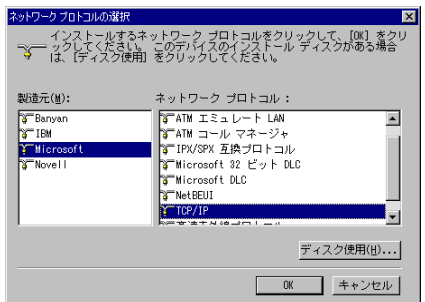 ネットワーク プロトコルの選択
インストールするネットワーク プロトコルをクリックして、[OK] をクリ
ックしてください。 このデバイスのインストール ディスクがある場合
は、[ディスク使用] をクリックしてください。
製造元(M):
Banyan
IBM
Microsoft
Novell
ネットワーク プロトコル :
ATM エミュレート LAN
ATM コール マネージャ
IPX/SPX 互換プロトコル
Microsoft 32 ビット DLC
Microsoft DLC
NetBEUI
TCP/IP
ディスク使用(H)...
OK
キャンセル